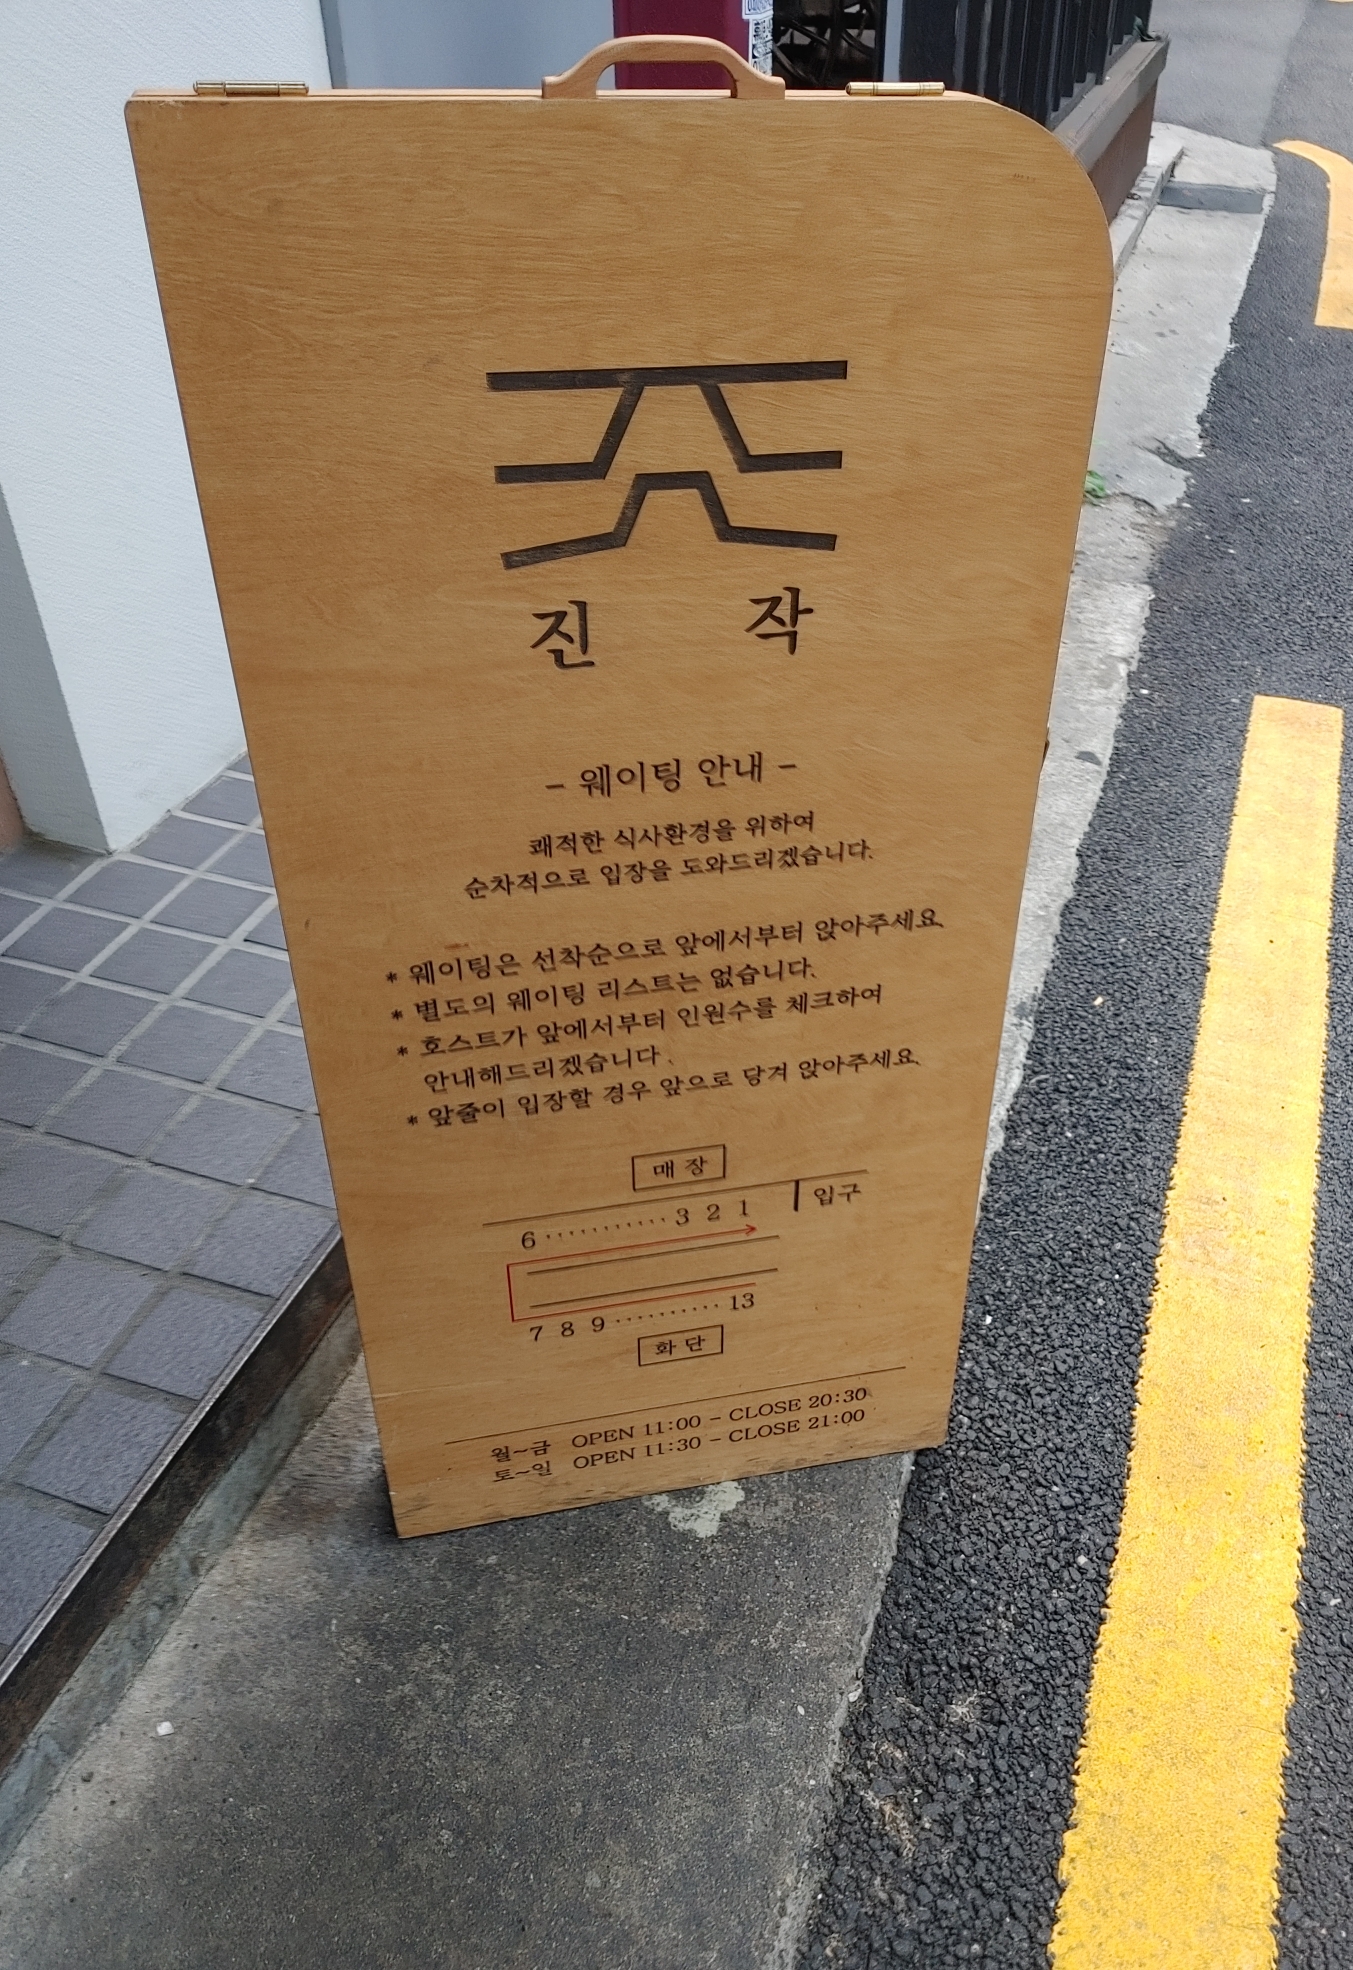 진 작
- 웨이팅 안내 -
쾌적한 식사환경을 위하여
순차적으로 입장을 도와드리겠습니다.
* 웨이팅은 선착순으로 앞에서부터 앉아주세요.
* 별도의 웨이팅 리스트는 없습니다.
* 호스트가 앞에서부터 인원수를 체크하여
안내해드리겠습니다.
* 앞줄이 입장할 경우 앞으로 당겨 앉아주세요.
매 장
입구
6 ··········· 3 2 1
7 8 9 ·········· 13
화 단
월~금 OPEN 11:00 - CLOSE 20:30
토~일 OPEN 11:30 - CLOSE 21:00